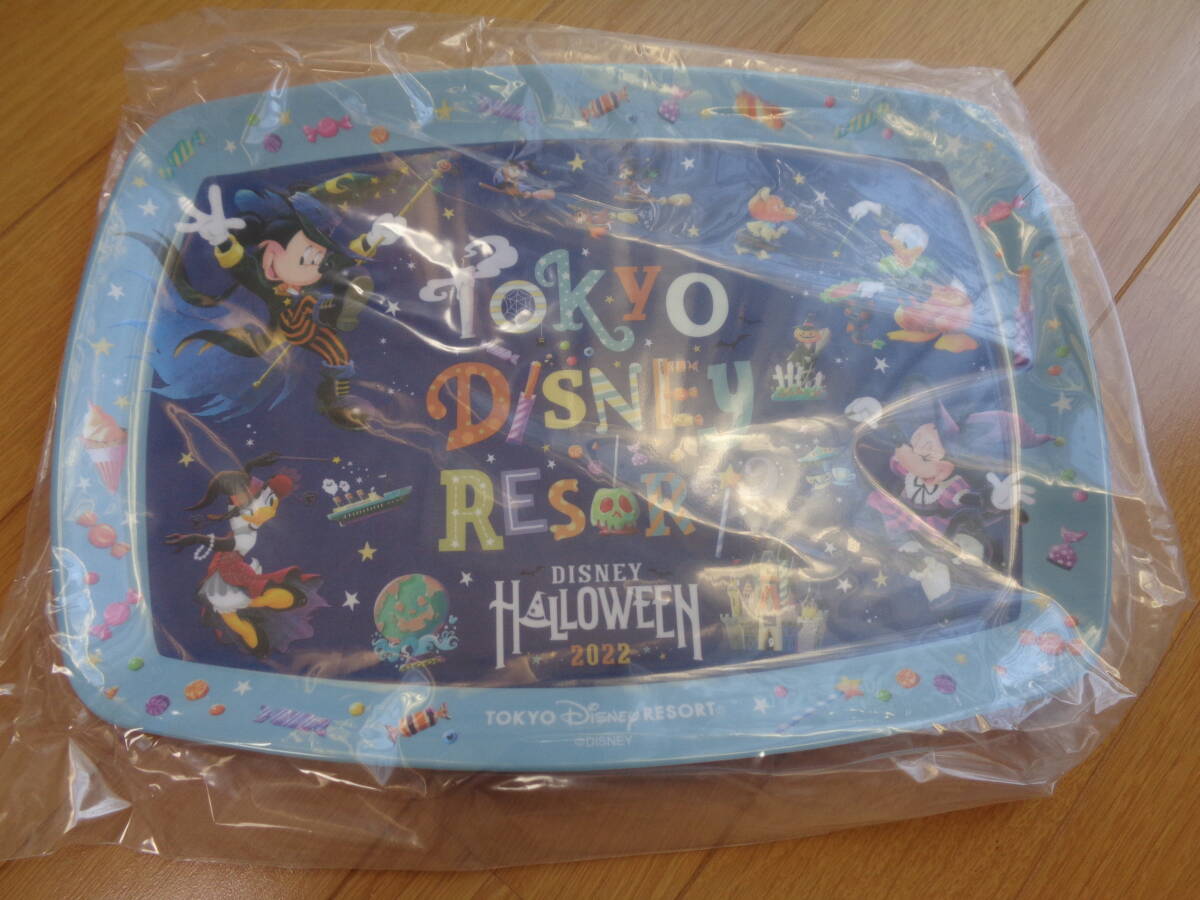 TOKYO
DISNEY
RESORT
DISNEY
HALLOWEEN
2022
TOKYO DISNEY RESORT®
©DISNEY